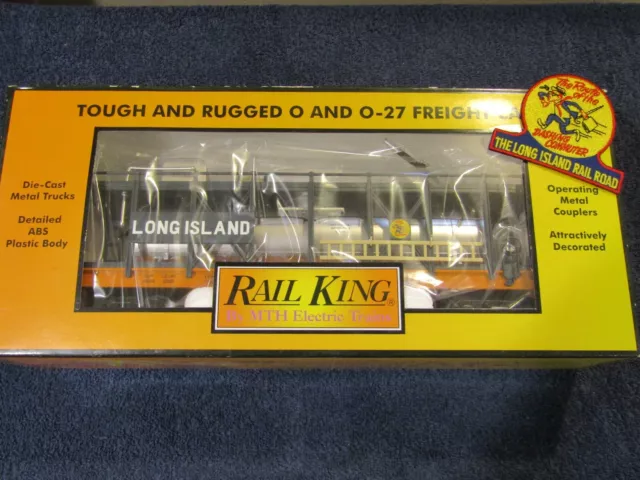 TOUGH AND RUGGED O AND O-27 FREIGHT
The Route of the
DASHING COMMUTER
THE LONG ISLAND RAIL ROAD
Die-Cast
Metal Trucks
Detailed
ABS
Plastic Body
Operating
Metal
Couplers
Attractively
Decorated
LONG ISLAND
RAIL KING®
By MTH Electric Trains